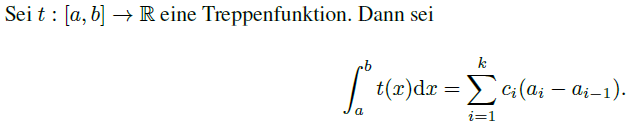 Sei t : [a, b] → ℝ eine Treppenfunktion. Dann sei
∫_a^b t(x)dx = ∑_{i=1}^k c_i(a_i − a_{i−1}).